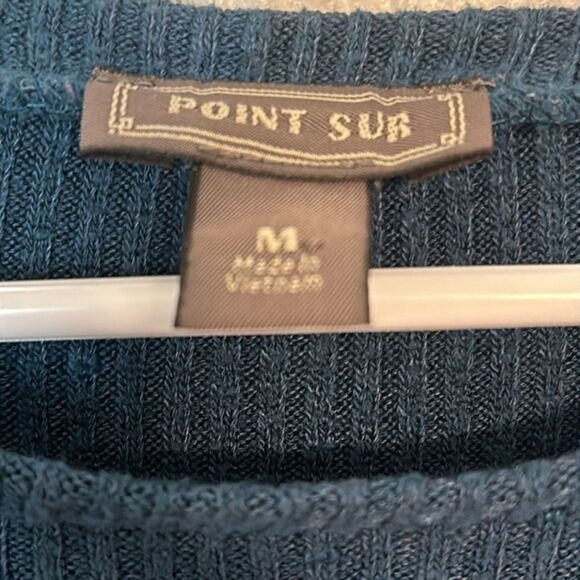 POINT SUR
M
Made in
Vietnam